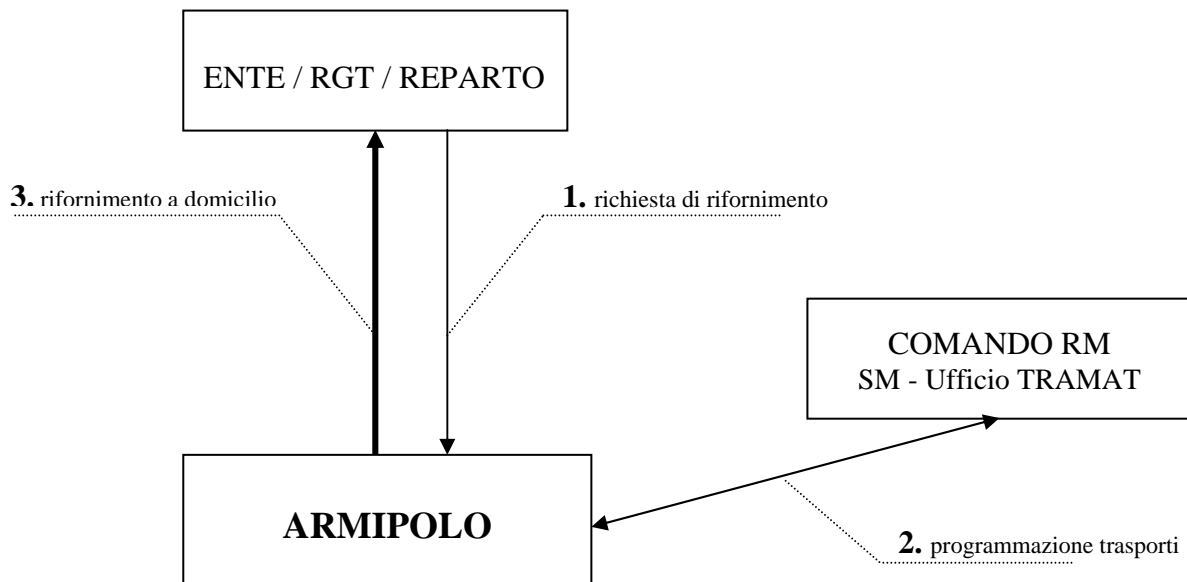 ENTE / RGT / REPARTO
3. rifornimento a domicilio
1. richiesta di rifornimento
COMANDO RM
SM - Ufficio TRAMAT
ARMIPOLO
2. programmazione trasporti